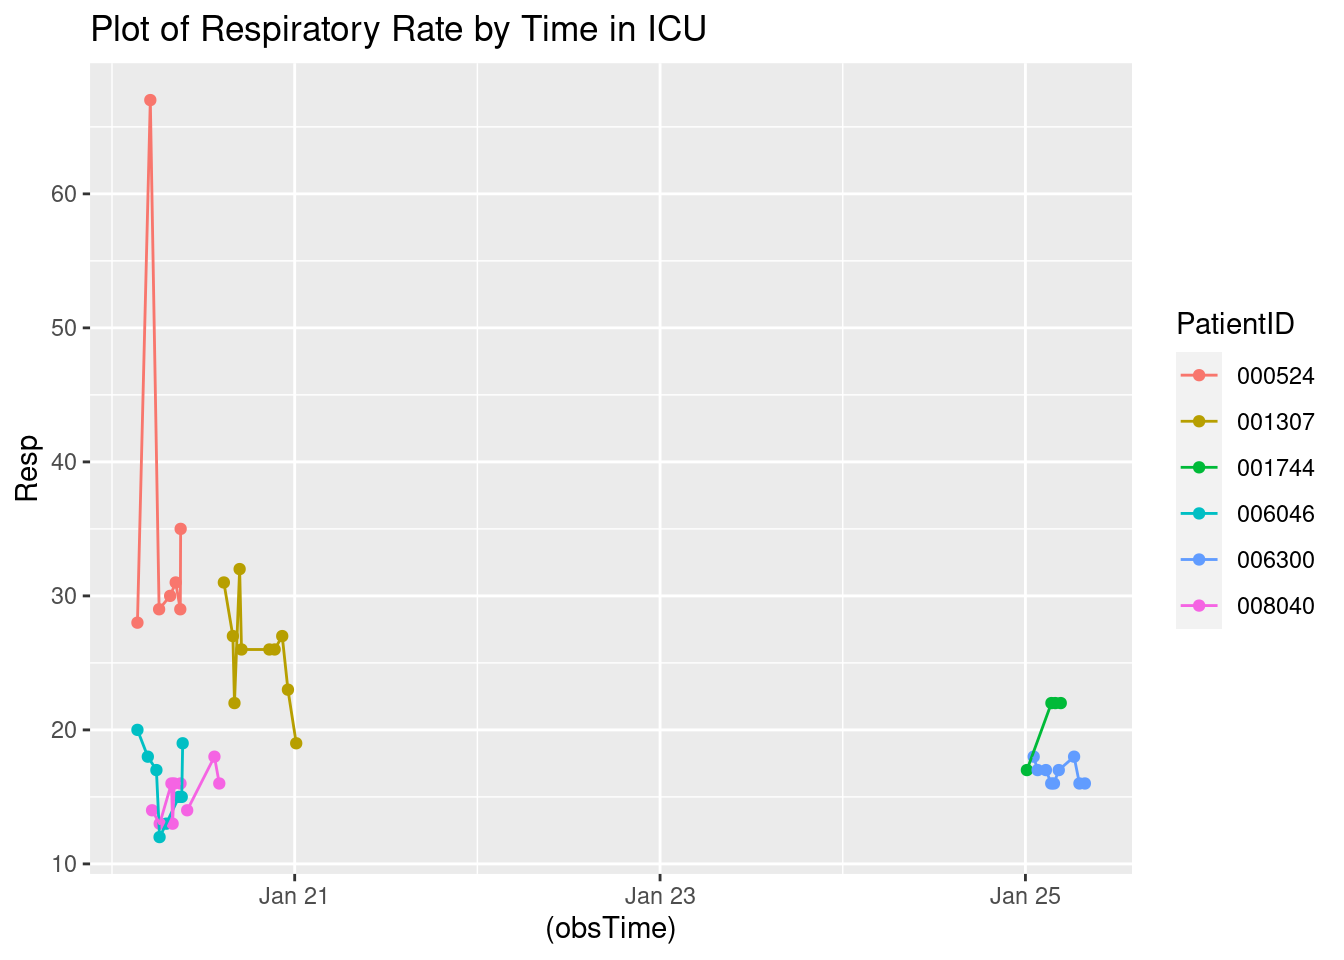 Plot of Respiratory Rate by Time in ICU
60
50
40
30
20
10
Resp
Jan 21
Jan 23
Jan 25
(obsTime)
PatientID
000524
001307
001744
006046
006300
008040